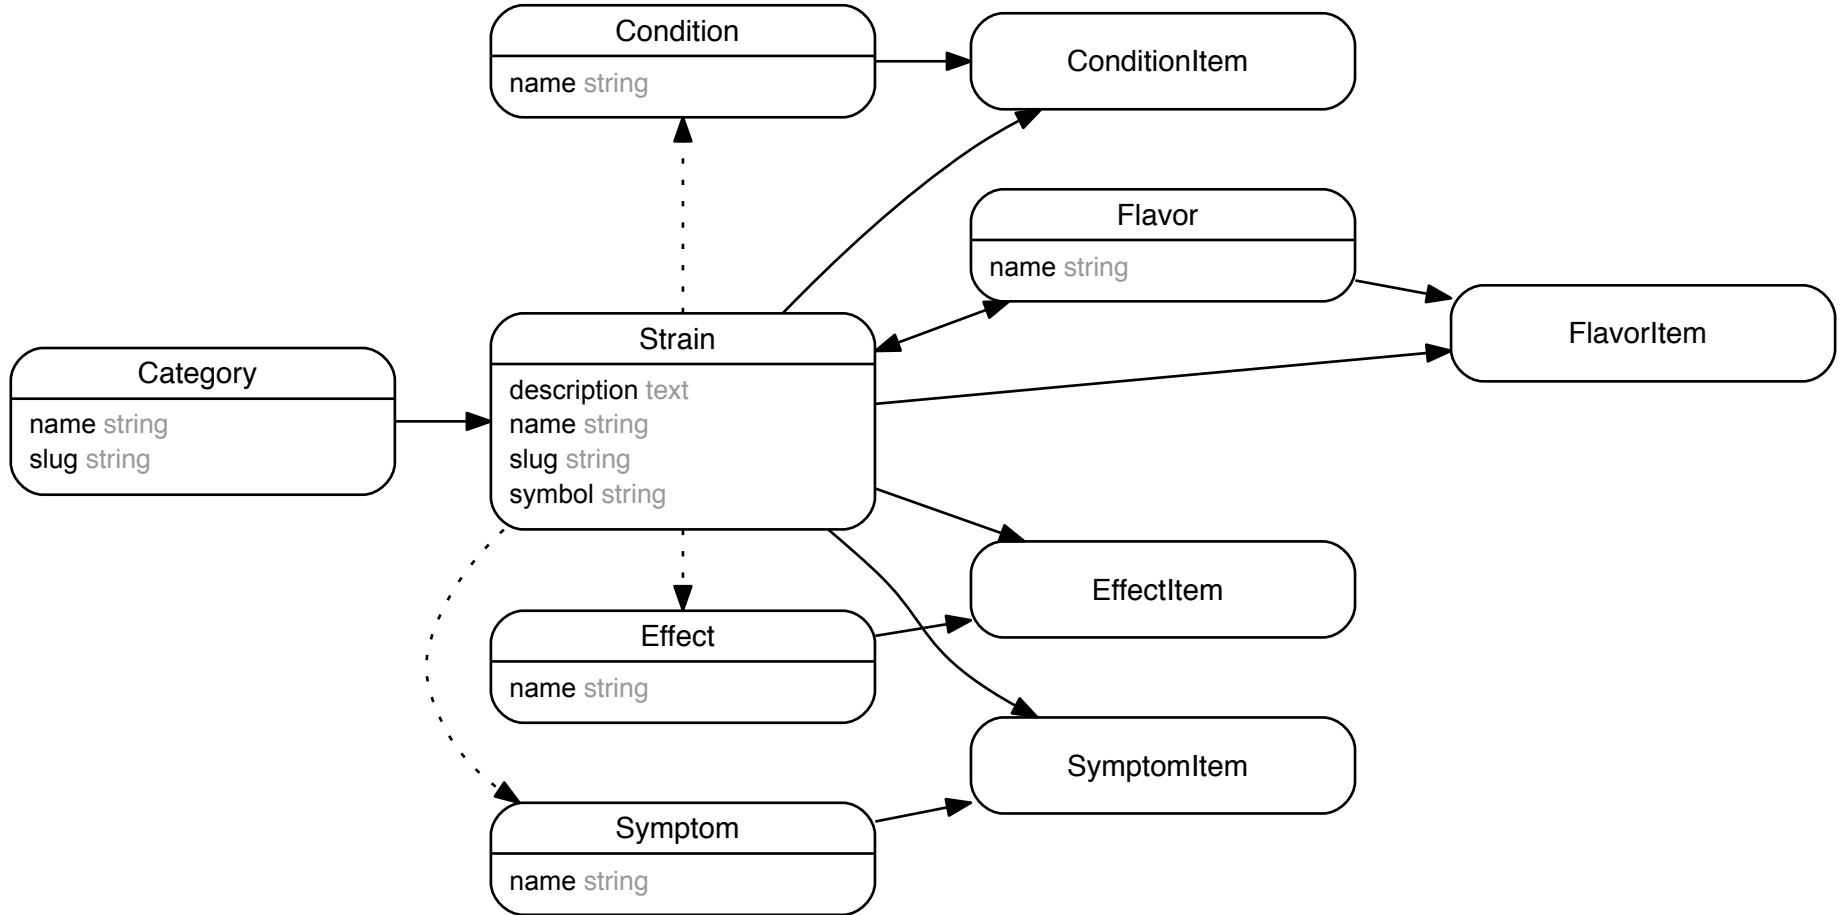 Condition
name string
ConditionItem
Flavor
name string
FlavorItem
Strain
description text
name string
slug string
symbol string
Category
name string
slug string
EffectItem
Effect
name string
SymptomItem
Symptom
name string